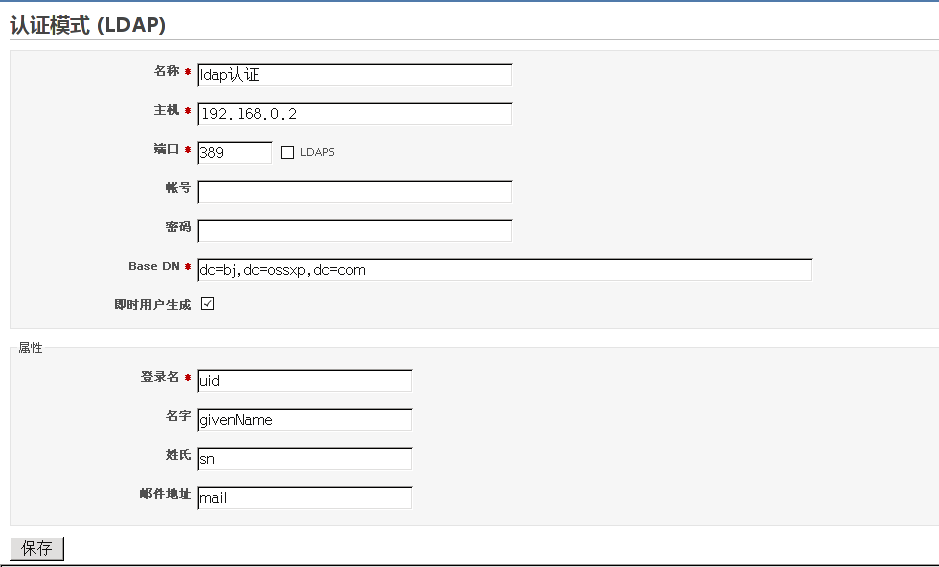 认证模式 (LDAP)
名称 * ldap认证
主机 * 192.168.0.2
端口 * 389 LDAPS
帐号
密码
Base DN * dc=bj,dc=ossxp,dc=com
即时用户生成
属性
登录名 * uid
名字 givenName
姓氏 sn
邮件地址 mail
保存